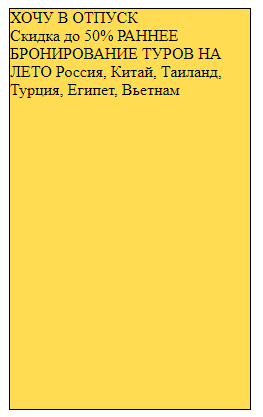 ХОЧУ В ОТПУСК
Скидка до 50% РАННЕЕ
БРОНИРОВАНИЕ ТУРОВ НА
ЛЕТО Россия, Китай, Таиланд,
Турция, Египет, Вьетнам